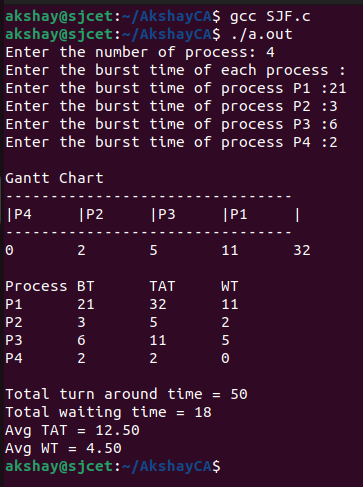 akshay@sjcet:~/AkshayCA$ gcc SJF.c
akshay@sjcet:~/AkshayCA$ ./a.out
Enter the number of process: 4
Enter the burst time of each process :
Enter the burst time of process P1 :21
Enter the burst time of process P2 :3
Enter the burst time of process P3 :6
Enter the burst time of process P4 :2
Gantt Chart
--------------------------------
|P4     |P2     |P3     |P1     |
--------------------------------
0       2       5       11      32
Process BT      TAT     WT
P1      21      32      11
P2      3       5       2
P3      6       11      5
P4      2       2       0
Total turn around time = 50
Total waiting time = 18
Avg TAT = 12.50
Avg WT = 4.50
akshay@sjcet:~/AkshayCA$